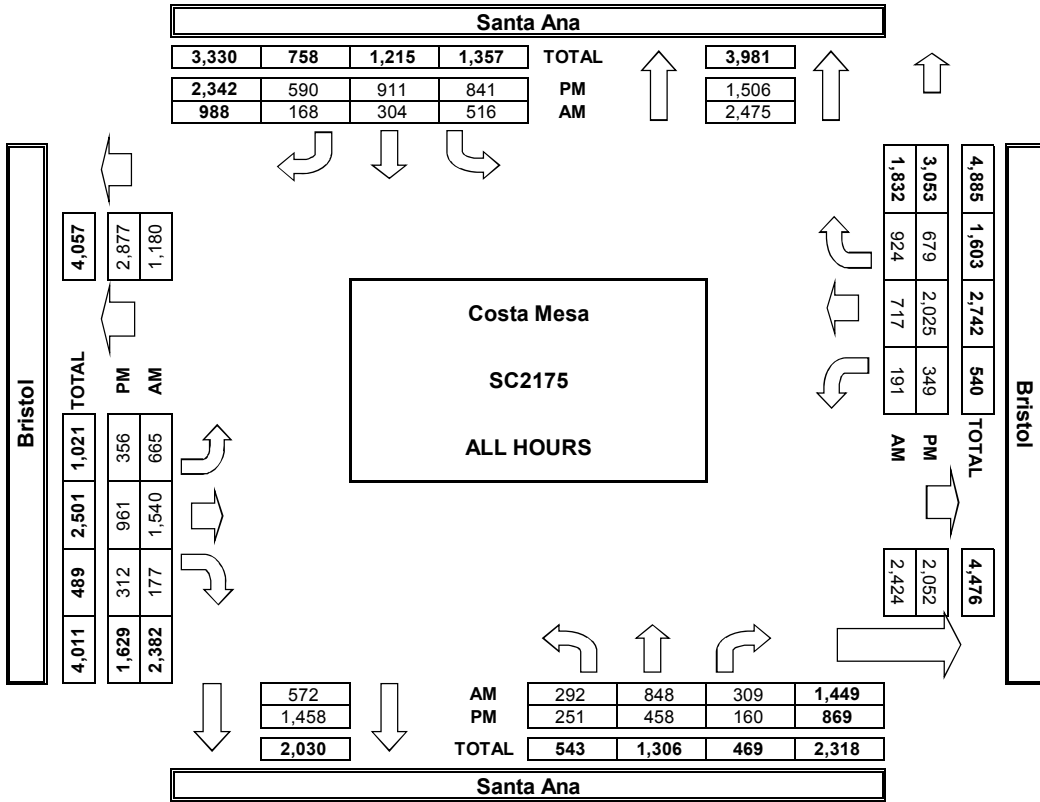 Santa Ana
3,330 758 1,215 1,357 TOTAL 3,981
2,342 590 911 841 PM 1,506
988 168 304 516 AM 2,475
Bristol
4,057
2,877
1,180
TOTAL
PM
AM
1,021 2,501 489 4,011
356 961 312 1,629
665 1,540 177 2,382
Costa Mesa
SC2175
ALL HOURS
4,885 1,603 2,742 540 TOTAL 4,476
3,053 679 2,025 349 PM 2,052
1,832 924 717 191 AM 2,424
Bristol
572 AM 292 848 309 1,449
1,458 PM 251 458 160 869
2,030 TOTAL 543 1,306 469 2,318
Santa Ana